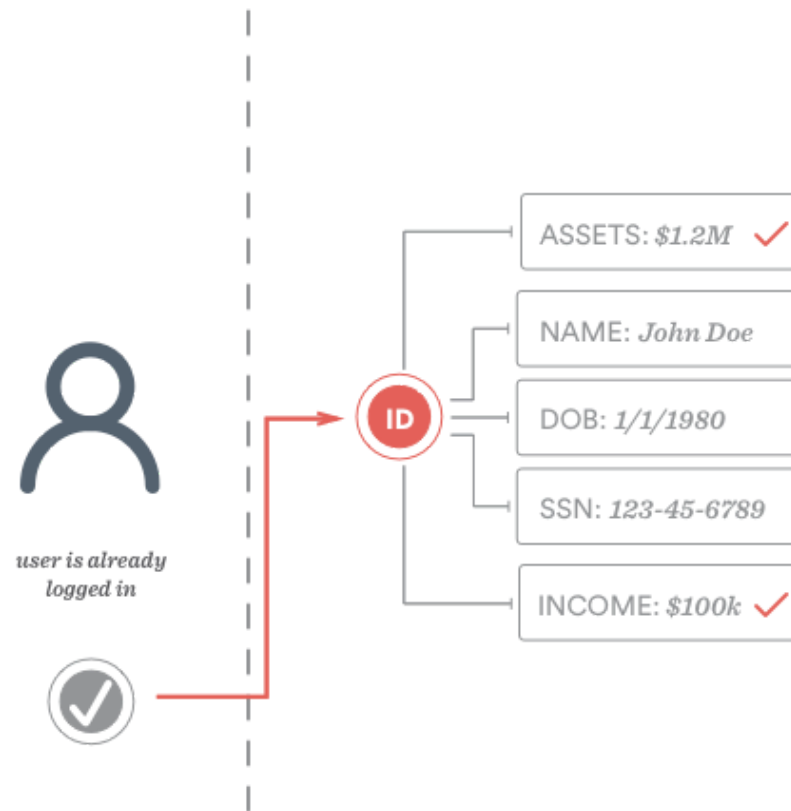 ASSETS: $1.2M
NAME: John Doe
ID
DOB: 1/1/1980
SSN: 123-45-6789
user is already
logged in
INCOME: $100k